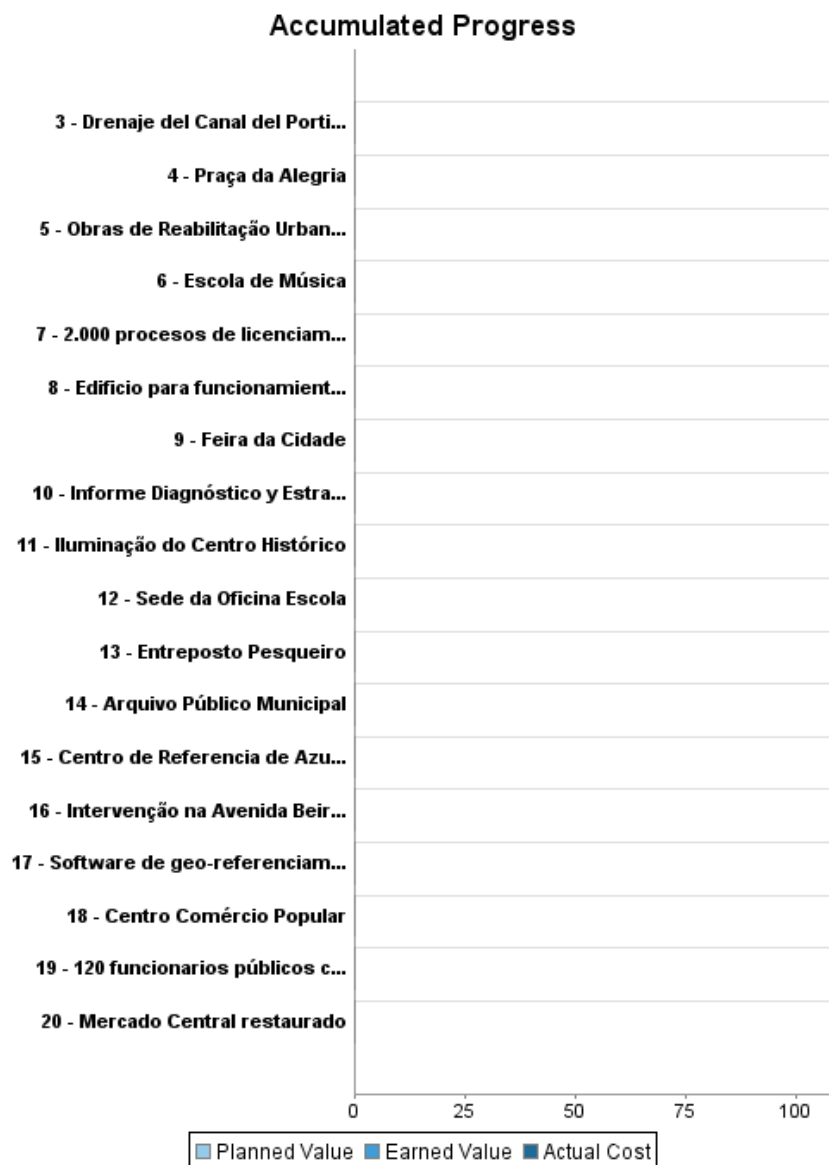 Accumulated Progress
3 - Drenaje del Canal del Porti...
4 - Praça da Alegria
5 - Obras de Reabilitação Urban...
6 - Escola de Música
7 - 2.000 procesos de licenciam...
8 - Edificio para funcionamient...
9 - Feira da Cidade
10 - Informe Diagnóstico y Estra...
11 - Iluminação do Centro Histórico
12 - Sede da Oficina Escola
13 - Entreposto Pesqueiro
14 - Arquivo Público Municipal
15 - Centro de Referencia de Azu...
16 - Intervenção na Avenida Beir...
17 - Software de geo-referenciam...
18 - Centro Comércio Popular
19 - 120 funcionarios públicos c...
20 - Mercado Central restaurado
0 25 50 75 100
Planned Value Earned Value Actual Cost